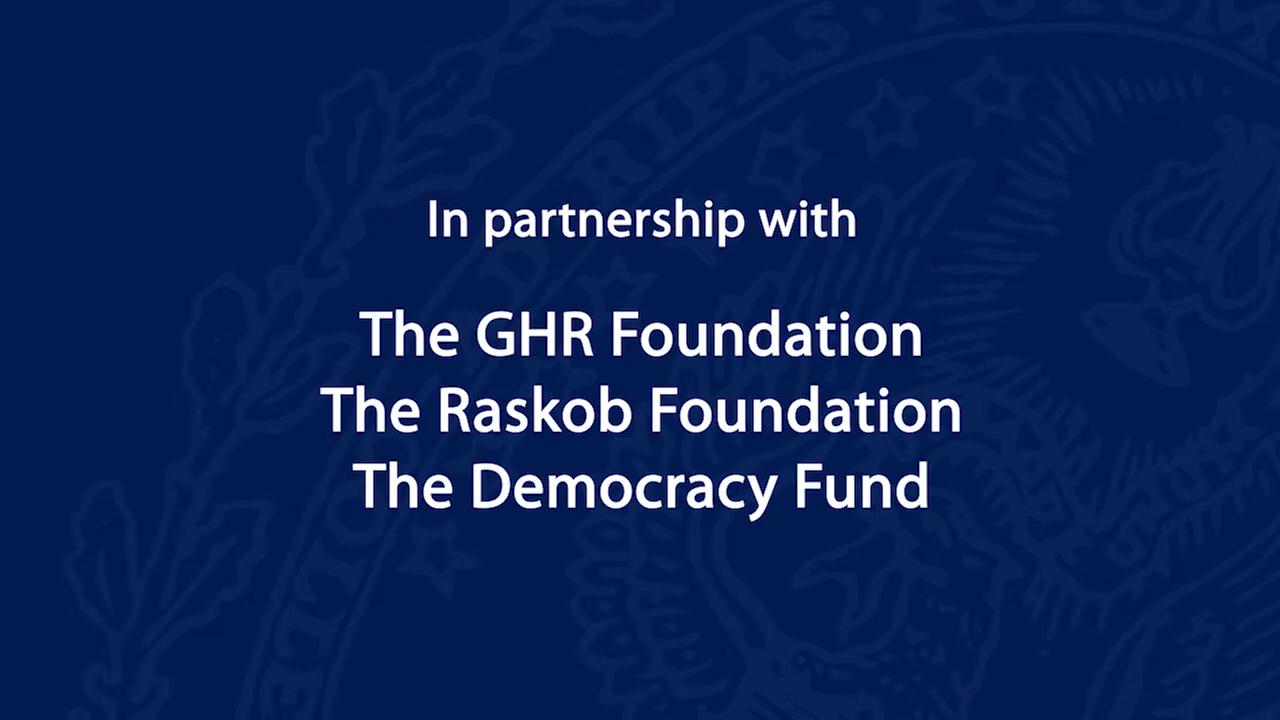 In partnership with
The GHR Foundation
The Raskob Foundation
The Democracy Fund